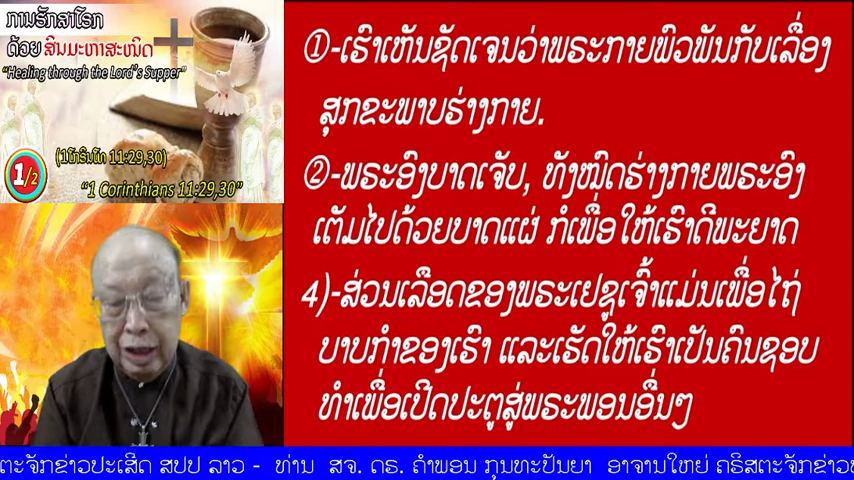 ການຮັກສາໂຣກ
ດ້ວຍ ສິນມະຫາສະໜິດ
"Healing through the Lord's Supper"
(1ໂກຣິນໂທ 11:29,30)
1/2
"1 Corinthians 11:29,30"
①-ເຮົາເຫັນຊັດເຈນວ່າພຣະກາຍພົວພັນກັບເລື່ອງ
ສຸກຂະພາບຮ່າງກາຍ.
②-ພຣະອົງບາດເຈັບ, ທັງໝົດຮ່າງກາຍພຣະອົງ
ເຕັມໄປດ້ວຍບາດແຜ່ ກໍເພື່ອໃຫ້ເຮົາດີພະຍາດ
4)-ສ່ວນເລືອດຂອງພຣະເຢຊູເຈົ້າແມ່ນເພື່ອໄຖ່
ບາບກຳຂອງເຮົາ ແລະເຮັດໃຫ້ເຮົາເປັນຄົນຊອບ
ທຳເພື່ອເປີດປະຕູສູ່ພຣະພອນອື່ນໆ
ຕະຈັກຂ່າວປະເສີດ ສປປ ລາວ - ທ່ານ ສຈ. ດຣ. ຄຳພອນ ກຸນທະປັນຍາ ອາຈານໃຫຍ່ ຄຣິສຕະຈັກຂ່າວ